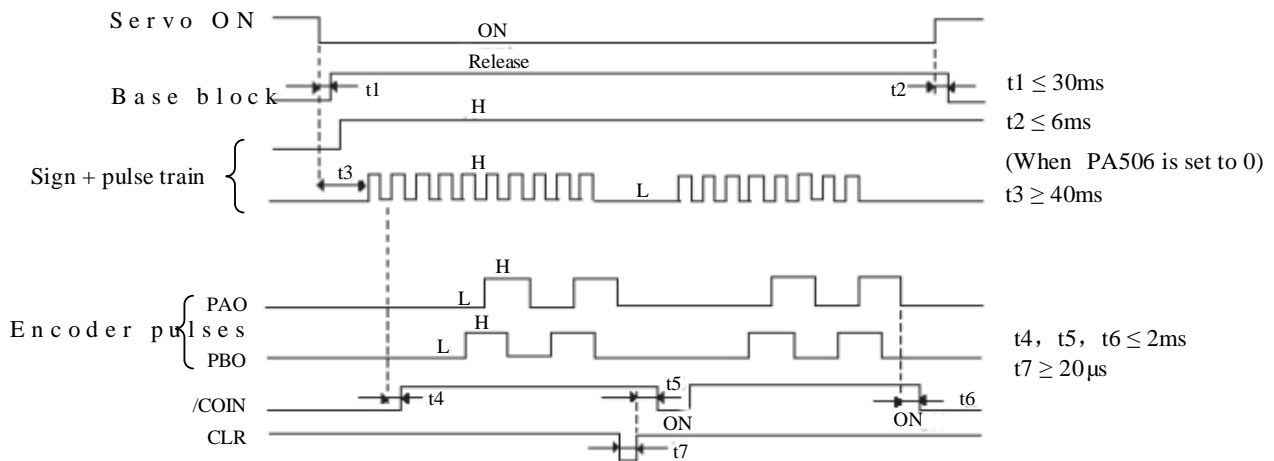 Servo ON
ON
Release
Base block
t1
t2
t1 ≤ 30ms
H
t2 ≤ 6ms
Sign + pulse train
t3
H
L
(When PA506 is set to 0)
t3 ≥ 40ms
H
PAO
L
Encoder pulses
H
PBO
L
t4，t5，t6 ≤ 2ms
t7 ≥ 20μs
/COIN
t4
t5
ON
ON
t6
CLR
t7